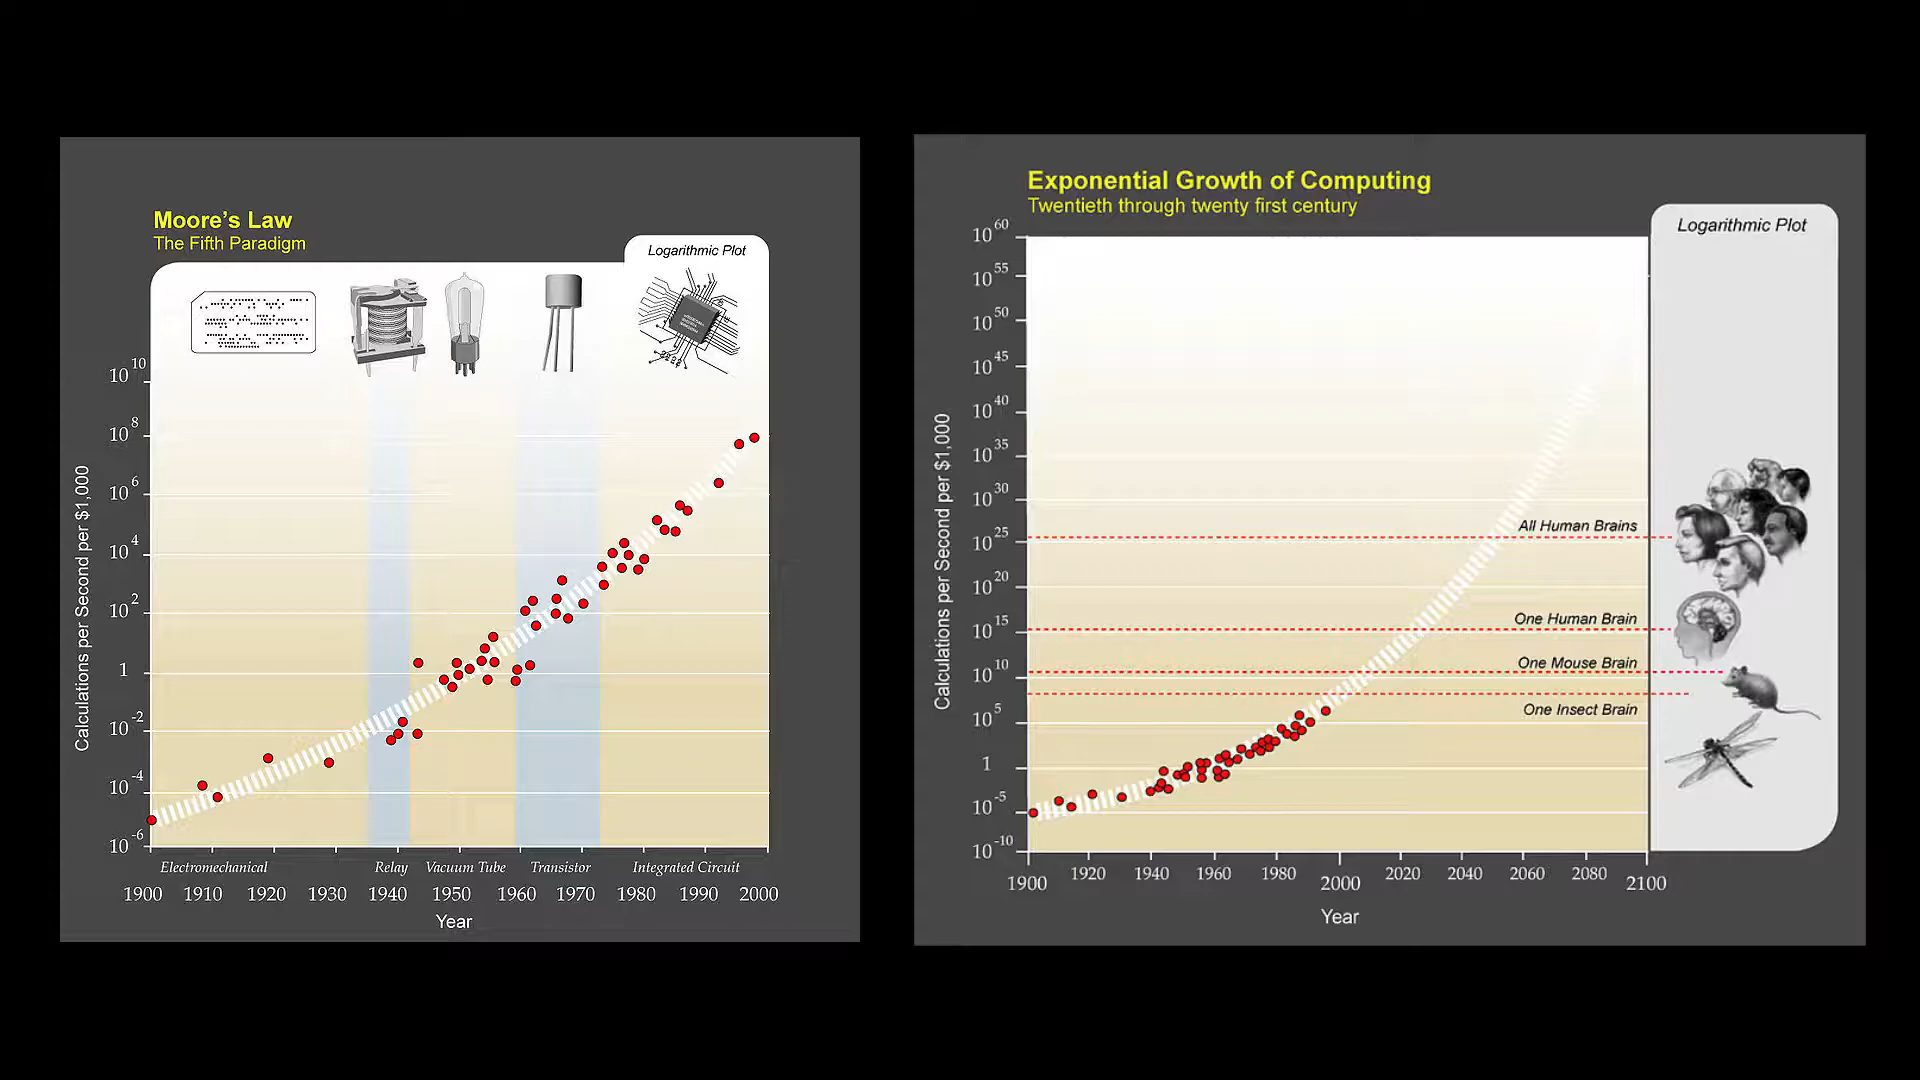 Moore's Law
The Fifth Paradigm
Logarithmic Plot
10^10
10^8
10^6
10^4
10^2
1
10^-2
10^-4
10^-6
Calculations per Second per $1,000
Electromechanical Relay Vacuum Tube Transistor Integrated Circuit
1900 1910 1920 1930 1940 1950 1960 1970 1980 1990 2000
Year
Exponential Growth of Computing
Twentieth through twenty first century
Logarithmic Plot
10^60
10^55
10^50
10^45
10^40
10^35
10^30
10^25
10^20
10^15
10^10
10^5
1
10^-5
10^-10
Calculations per Second per $1,000
All Human Brains
One Human Brain
One Mouse Brain
One Insect Brain
1900 1920 1940 1960 1980 2000 2020 2040 2060 2080 2100
Year